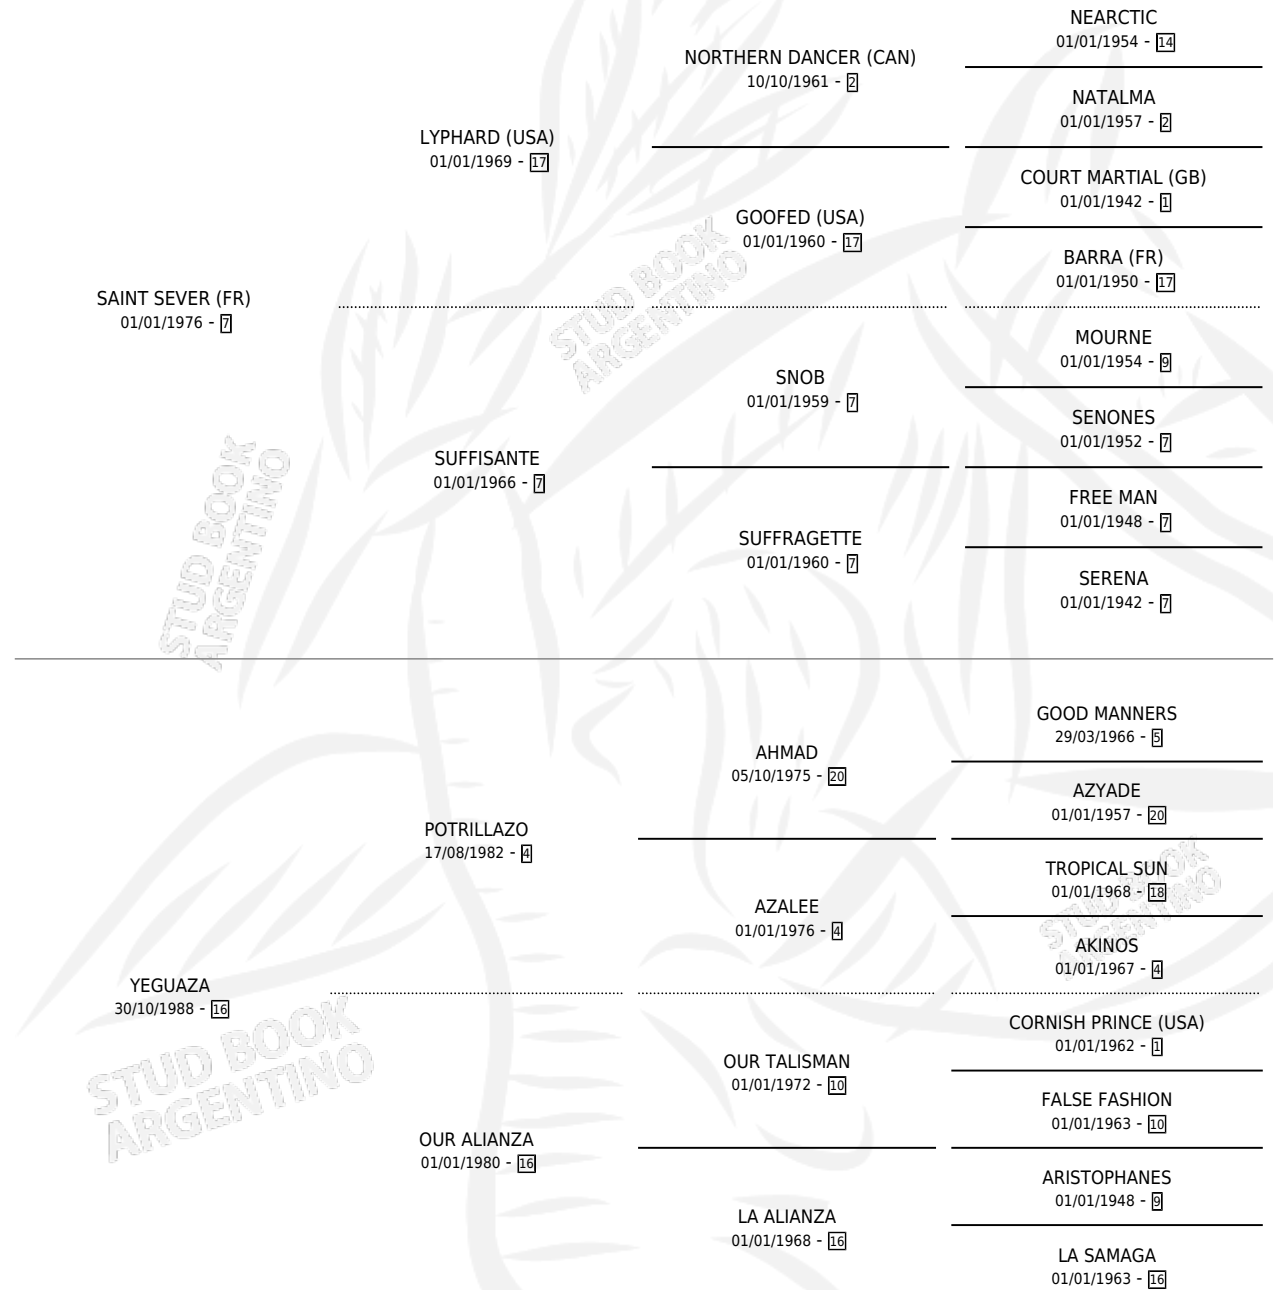 NEARCTIC
01/01/1954 - 14
NORTHERN DANCER (CAN)
10/10/1961 - 2
NATALMA
01/01/1957 - 2
LYPHARD (USA)
01/01/1969 - 17
COURT MARTIAL (GB)
01/01/1942 - 1
GOOFED (USA)
01/01/1960 - 17
BARRA (FR)
01/01/1950 - 17
SAINT SEVER (FR)
01/01/1976 - 7
MOURNE
01/01/1954 - 9
SNOB
01/01/1959 - 7
SENONES
01/01/1952 - 7
SUFFISANTE
01/01/1966 - 7
FREE MAN
01/01/1948 - 7
SUFFRAGETTE
01/01/1960 - 7
SERENA
01/01/1942 - 7
GOOD MANNERS
29/03/1966 - 5
AHMAD
05/10/1975 - 20
AZYADE
01/01/1957 - 20
POTRILLAZO
17/08/1982 - 4
TROPICAL SUN
01/01/1968 - 18
AZALEE
01/01/1976 - 4
AKINOS
01/01/1967 - 4
YEGUAZA
30/10/1988 - 16
CORNISH PRINCE (USA)
01/01/1962 - 1
OUR TALISMAN
01/01/1972 - 10
FALSE FASHION
01/01/1963 - 10
OUR ALIANZA
01/01/1980 - 16
ARISTOPHANES
01/01/1948 - 9
LA ALIANZA
01/01/1968 - 16
LA SAMAGA
01/01/1963 - 16
STUD BOOK
ARGENTINO
STUD BOOK
ARGENTINO
STUD BOOK
ARGENTINO
STUD BOOK
ARGENTINO